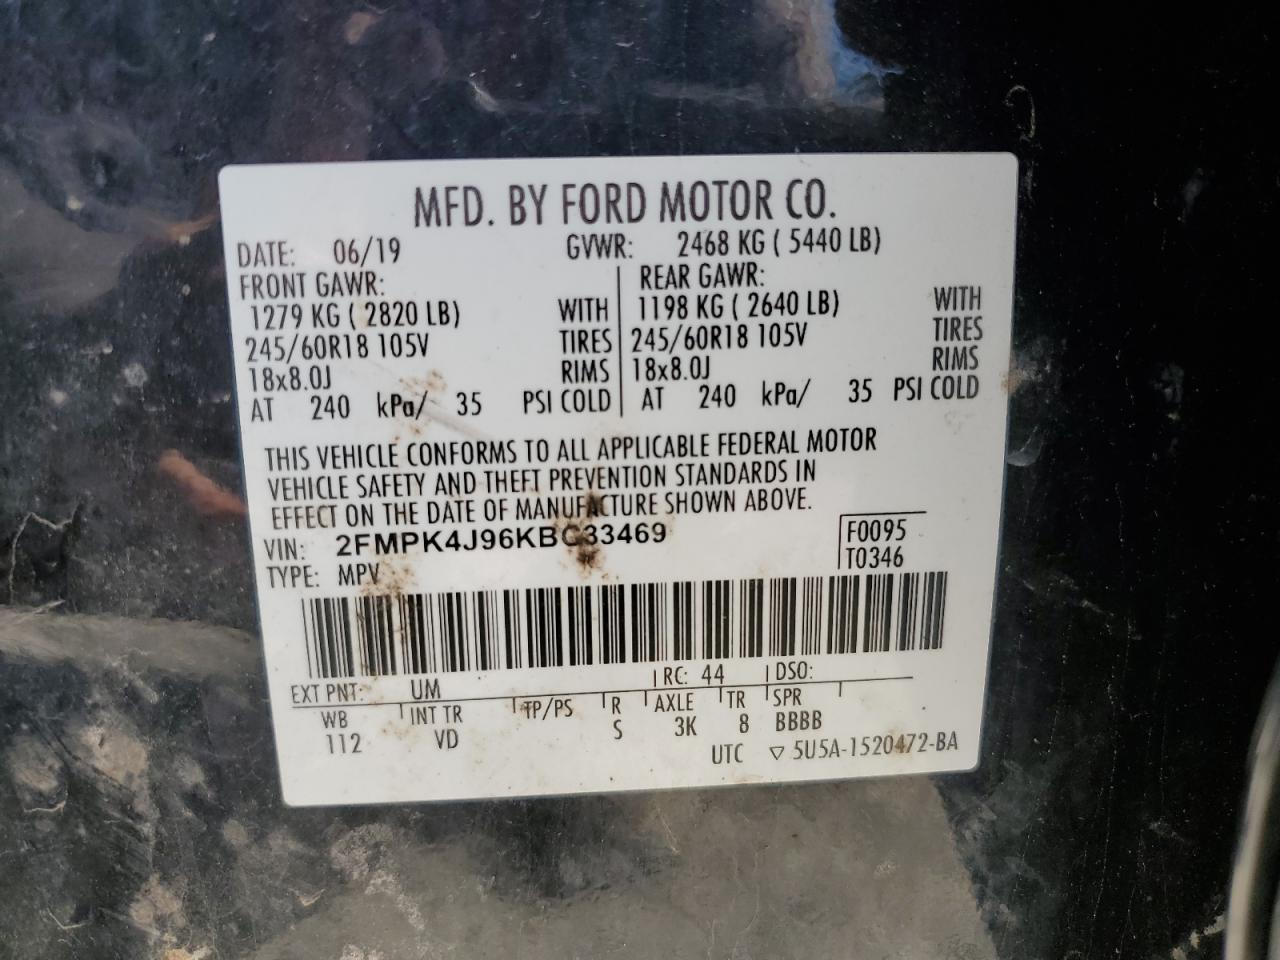 MFD. BY FORD MOTOR CO.
DATE: 06/19 GVWR: 2468 KG ( 5440 LB)
FRONT GAWR: REAR GAWR:
1279 KG ( 2820 LB) WITH 1198 KG ( 2640 LB) WITH
245/60R18 105V TIRES 245/60R18 105V TIRES
18x8.0J RIMS 18x8.0J RIMS
AT 240 kPa/ 35 PSI COLD AT 240 kPa/ 35 PSI COLD
THIS VEHICLE CONFORMS TO ALL APPLICABLE FEDERAL MOTOR
VEHICLE SAFETY AND THEFT PREVENTION STANDARDS IN
EFFECT ON THE DATE OF MANUFACTURE SHOWN ABOVE.
VIN: 2FMPK4J96KBC33469 F0095
TYPE: MPV T0346
EXT PNT: UM RC: 44 DSO:
WB INT TR TP/PS R AXLE TR SPR
112 VD S 3K 8 BBBB
UTC ▽ 5U5A-1520472-BA